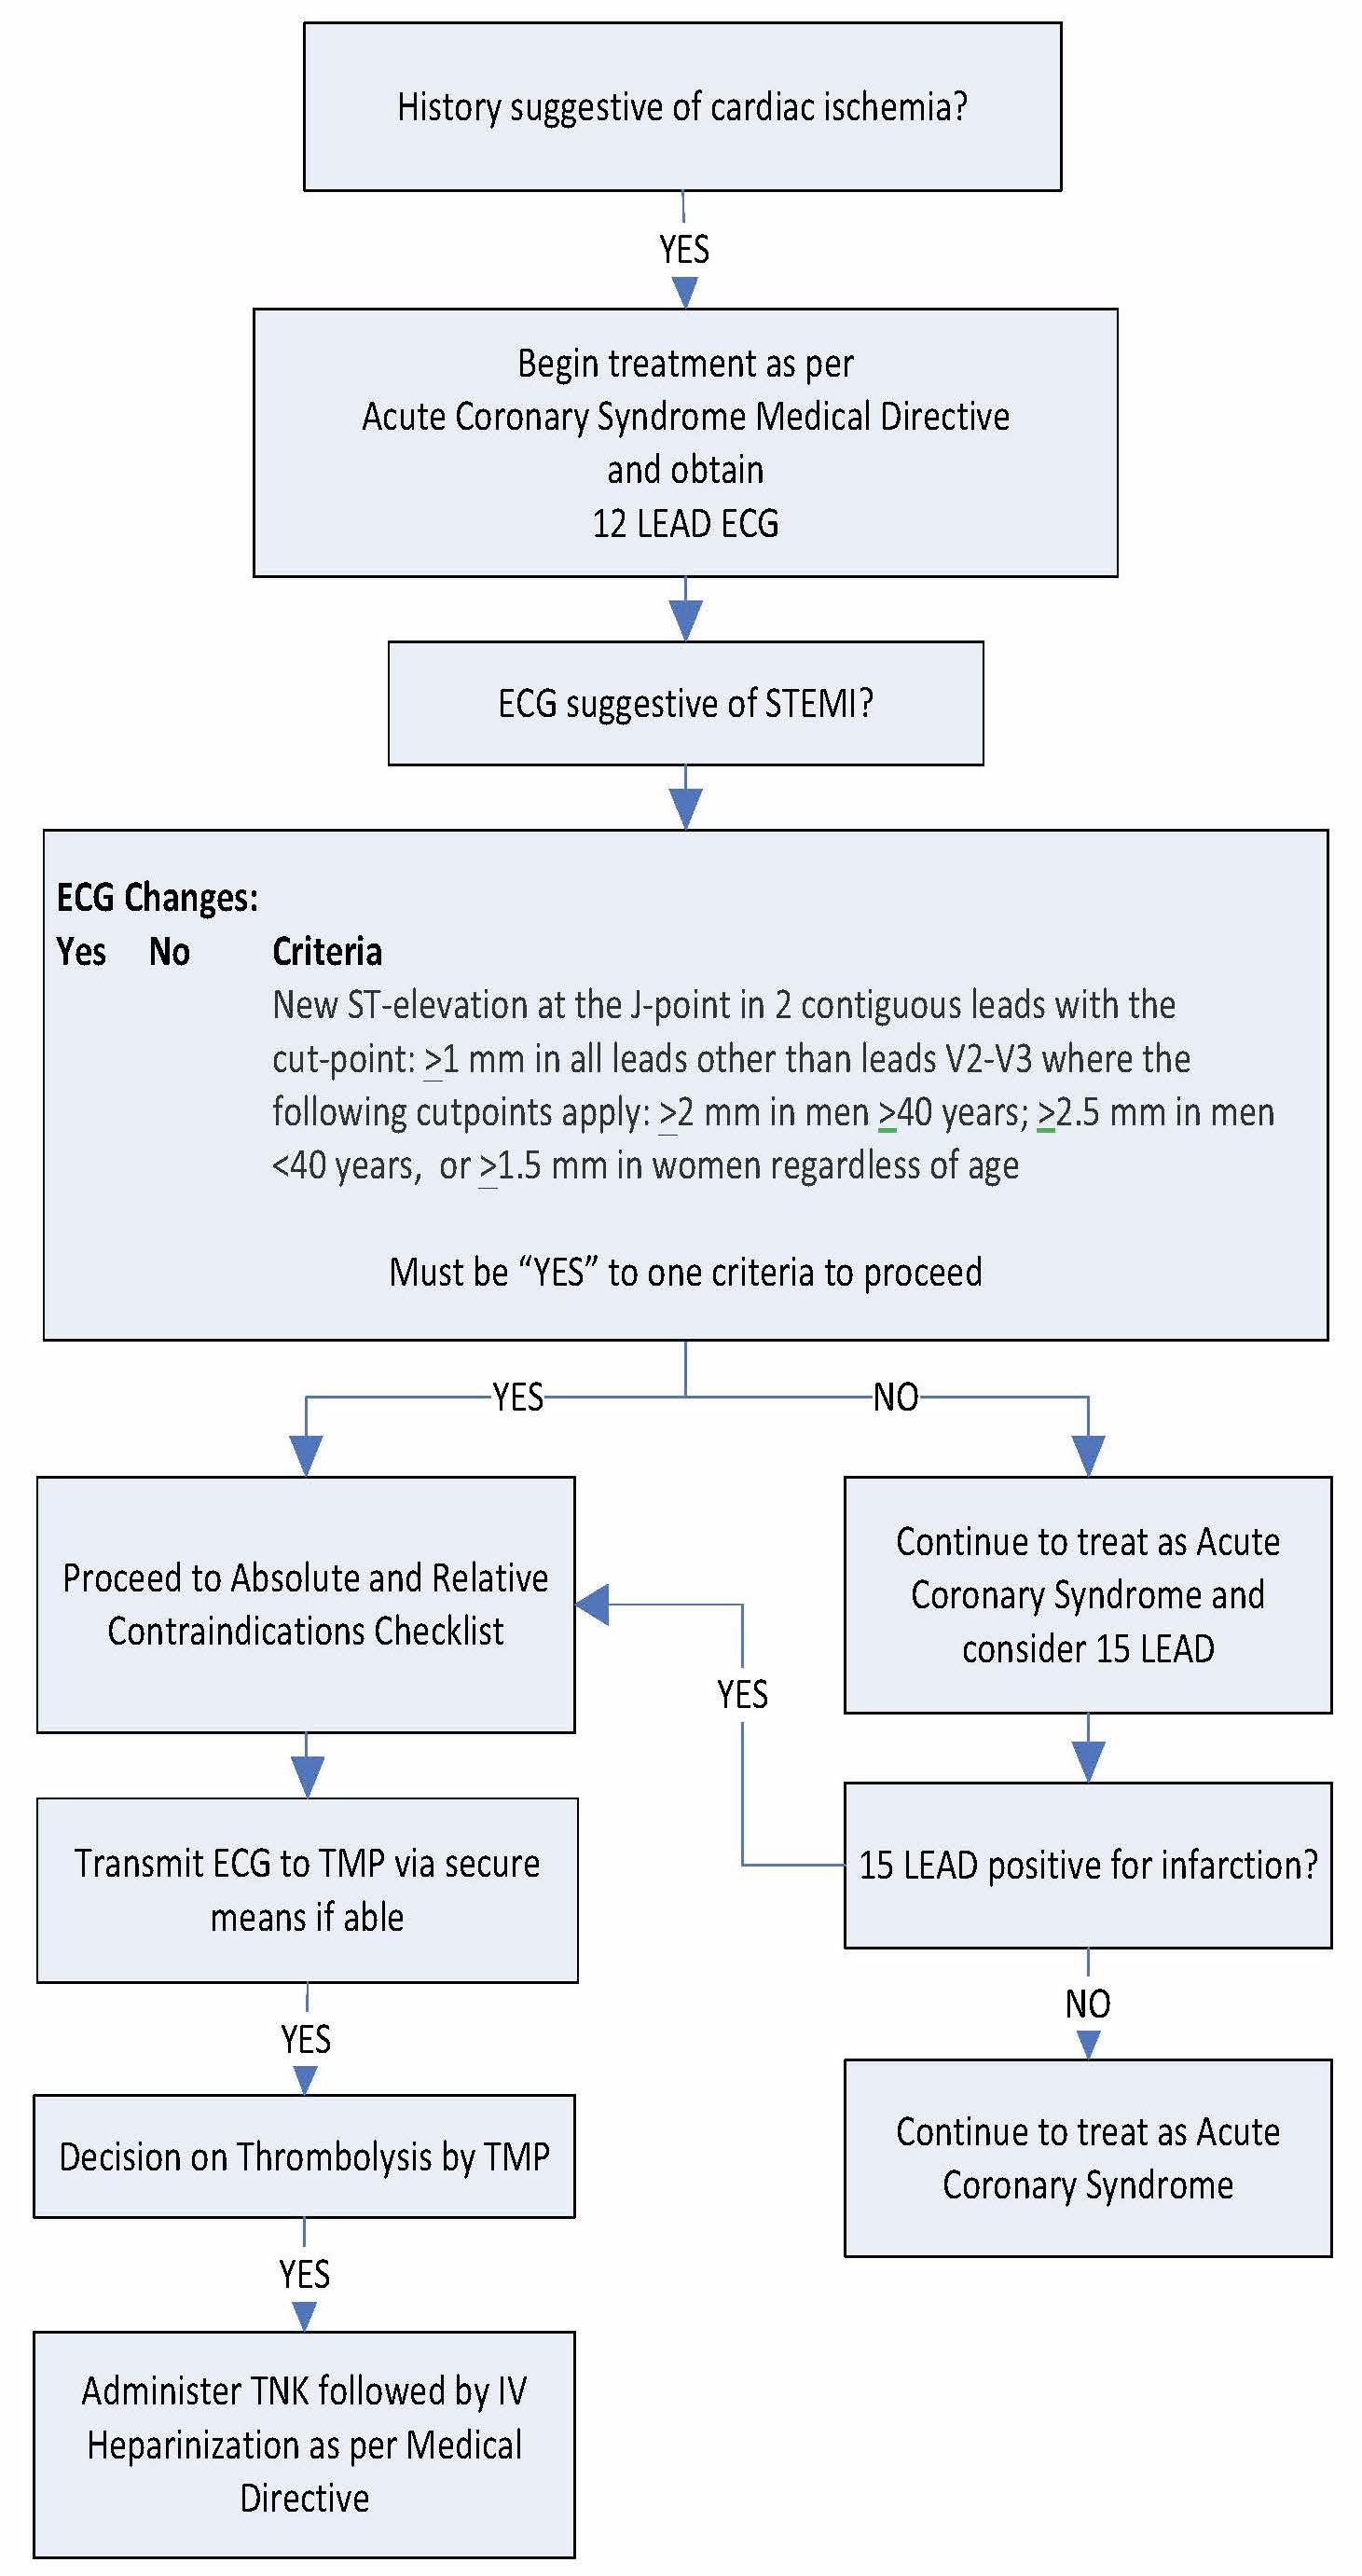 History suggestive of cardiac ischemia?
YES
Begin treatment as per
Acute Coronary Syndrome Medical Directive
and obtain
12 LEAD ECG
ECG suggestive of STEMI?
ECG Changes:
Yes No Criteria
New ST-elevation at the J-point in 2 contiguous leads with the
cut-point: ≥1 mm in all leads other than leads V2-V3 where the
following cutpoints apply: ≥2 mm in men ≥40 years; ≥2.5 mm in men
<40 years, or ≥1.5 mm in women regardless of age
Must be “YES” to one criteria to proceed
YES
NO
Proceed to Absolute and Relative
Contraindications Checklist
Continue to treat as Acute
Coronary Syndrome and
consider 15 LEAD
YES
Transmit ECG to TMP via secure
means if able
15 LEAD positive for infarction?
YES
NO
Decision on Thrombolysis by TMP
Continue to treat as Acute
Coronary Syndrome
YES
Administer TNK followed by IV
Heparinization as per Medical
Directive